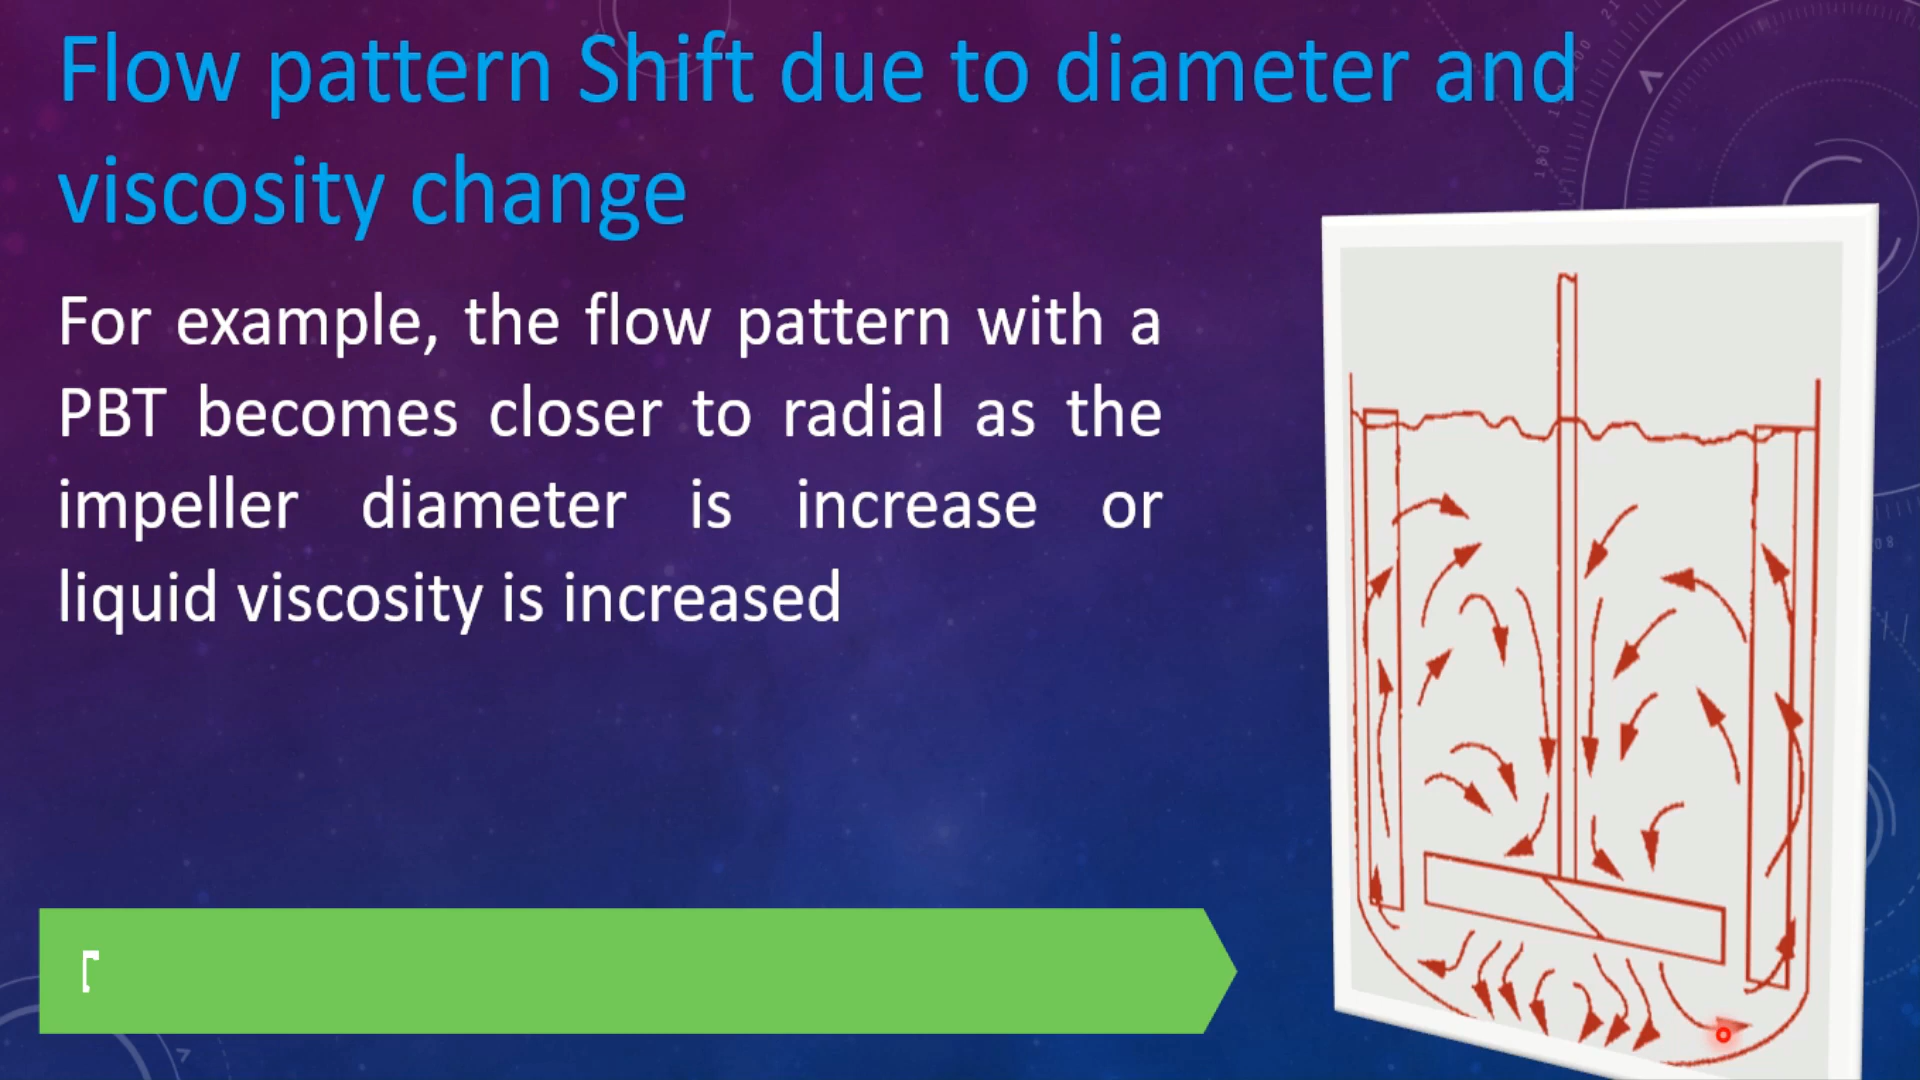 Flow pattern Shift due to diameter and
viscosity change
For example, the flow pattern with a
PBT becomes closer to radial as the
impeller diameter is increase or
liquid viscosity is increased